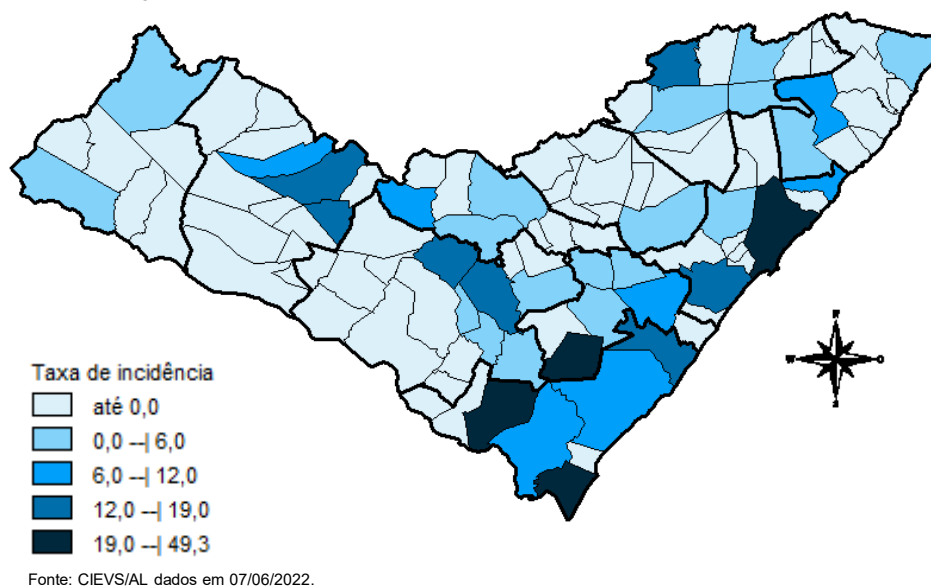 Taxa de incidência
até 0,0
0,0 --| 6,0
6,0 --| 12,0
12,0 --| 19,0
19,0 --| 49,3
Fonte: CIEVS/AL dados em 07/06/2022.